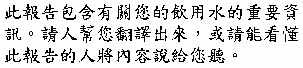 此報告包含有關您的飲用水的重要資
訊。請人幫您翻譯出來，或請能看懂
此報告的人將內容說給您聽。